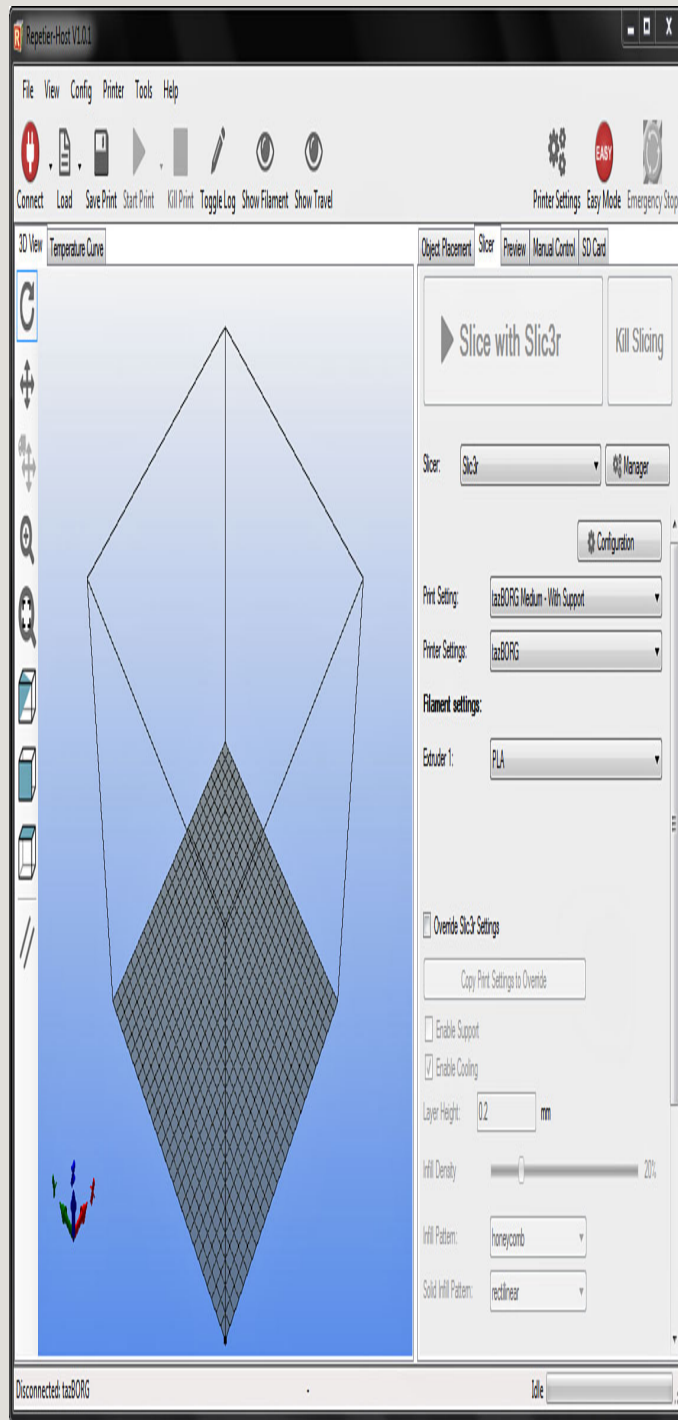 Repetier-Host V1.0.1
File View Config Printer Tools Help
Connect Load Save Print Start Print Kill Print Toggle Log Show Filament Show Travel Printer Settings Easy Mode Emergency Stop
EASY
3D View Temperature Curve Object Placement Slicer Preview Manual Control SD Card
Slice with Slic3r Kill Slicing
Slicer: Slic3r Manager
Configuration
Print Setting: tazBORG Medium - With Support
Printer Settings: tazBORG
Filament settings:
Extruder 1: PLA
Override Slic3r Settings
Copy Print Settings to Override
Enable Support
Enable Cooling
Layer Height: 0.2 mm
Infill Density 20%
Infill Pattern: honeycomb
Solid Infill Pattern: rectilinear
Disconnected: tazBORG - Idle